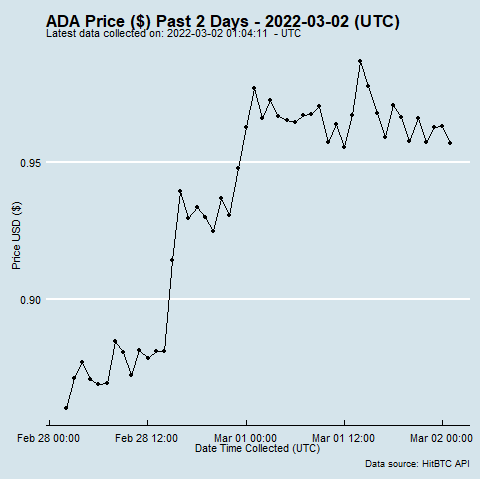 ADA Price ($) Past 2 Days - 2022-03-02 (UTC)
Latest data collected on: 2022-03-02 01:04:11 - UTC
Price USD ($)
0.95
0.90
Feb 28 00:00 Feb 28 12:00 Mar 01 00:00 Mar 01 12:00 Mar 02 00:00
Date Time Collected (UTC)
Data source: HitBTC API